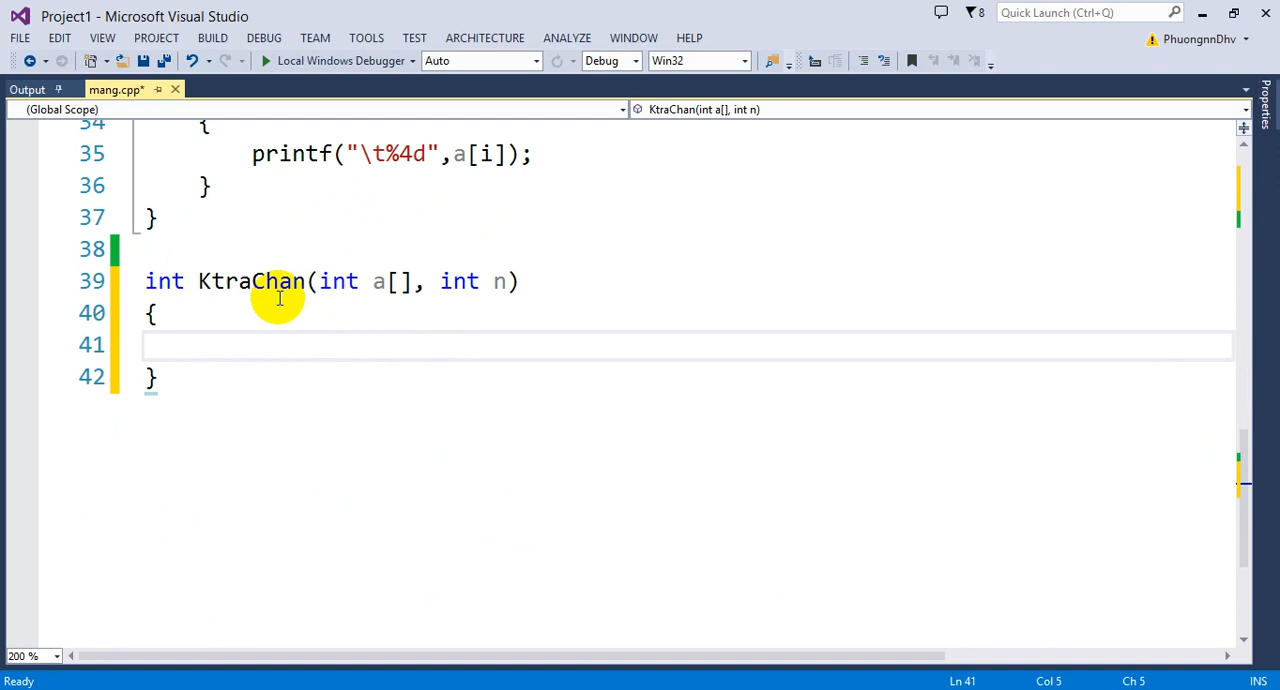 Project1 - Microsoft Visual Studio
8
Quick Launch (Ctrl+Q)
FILE EDIT VIEW PROJECT BUILD DEBUG TEAM TOOLS TEST ARCHITECTURE ANALYZE WINDOW HELP
PhuongnnDhv
Local Windows Debugger Auto Debug Win32
Output mang.cpp*
Properties
(Global Scope) KtraChan(int a[], int n)
34 {
35 printf("\t%4d",a[i]);
36 }
37 }
38
39 int KtraChan(int a[], int n)
40 {
41
42 }
200 %
Ready Ln 41 Col 5 Ch 5 INS